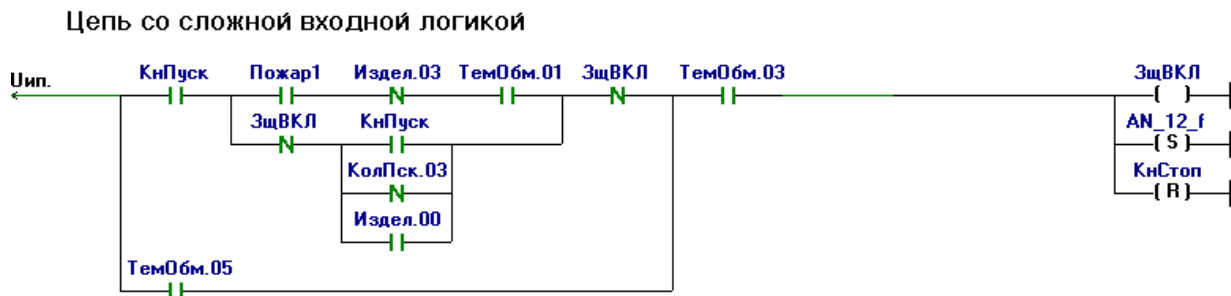 Цепь со сложной входной логикой
Uип. КнПуск Пожар1 Издел.03 ТемОбм.01 ЗщВКЛ ТемОбм.03 ЗщВКЛ
N N ( )
ЗщВКЛ КнПуск AN_12_f
N (S)
КолПск.03 КнСтоп
N (R)
Издел.00
ТемОбм.05